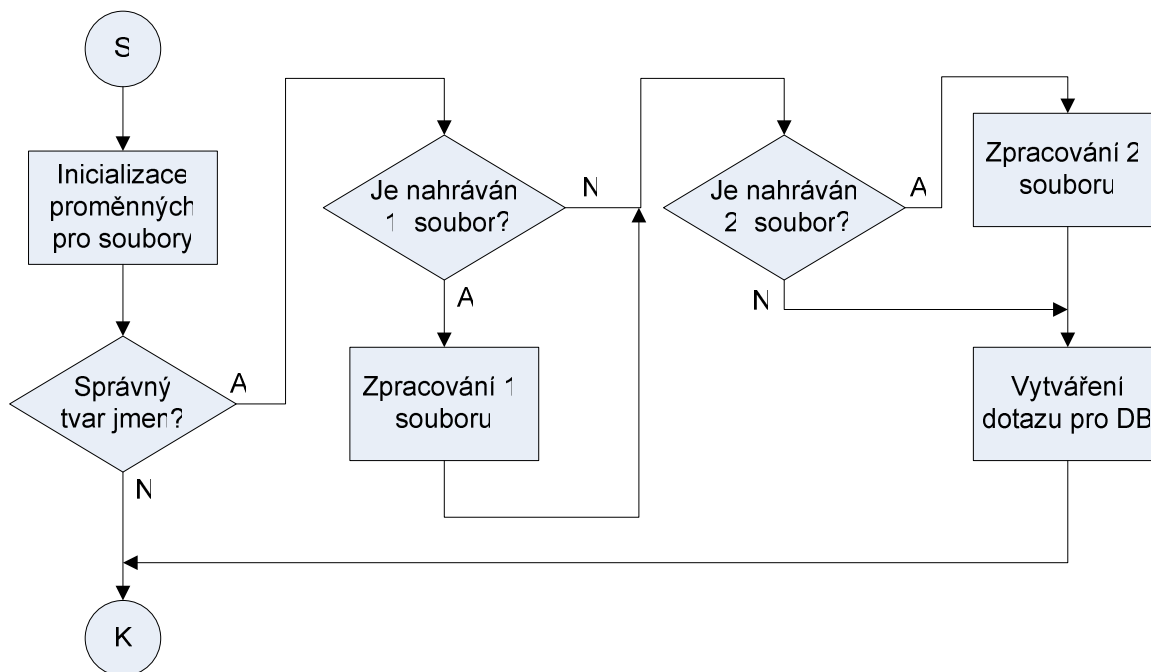 S
Inicializace
proměnných
pro soubory
Správný
tvar jmen?
A
N
K
Je nahráván
1 soubor?
N
A
Zpracování 1
souboru
Je nahráván
2 soubor?
A
N
Zpracování 2
souboru
Vytváření
dotazu pro DB